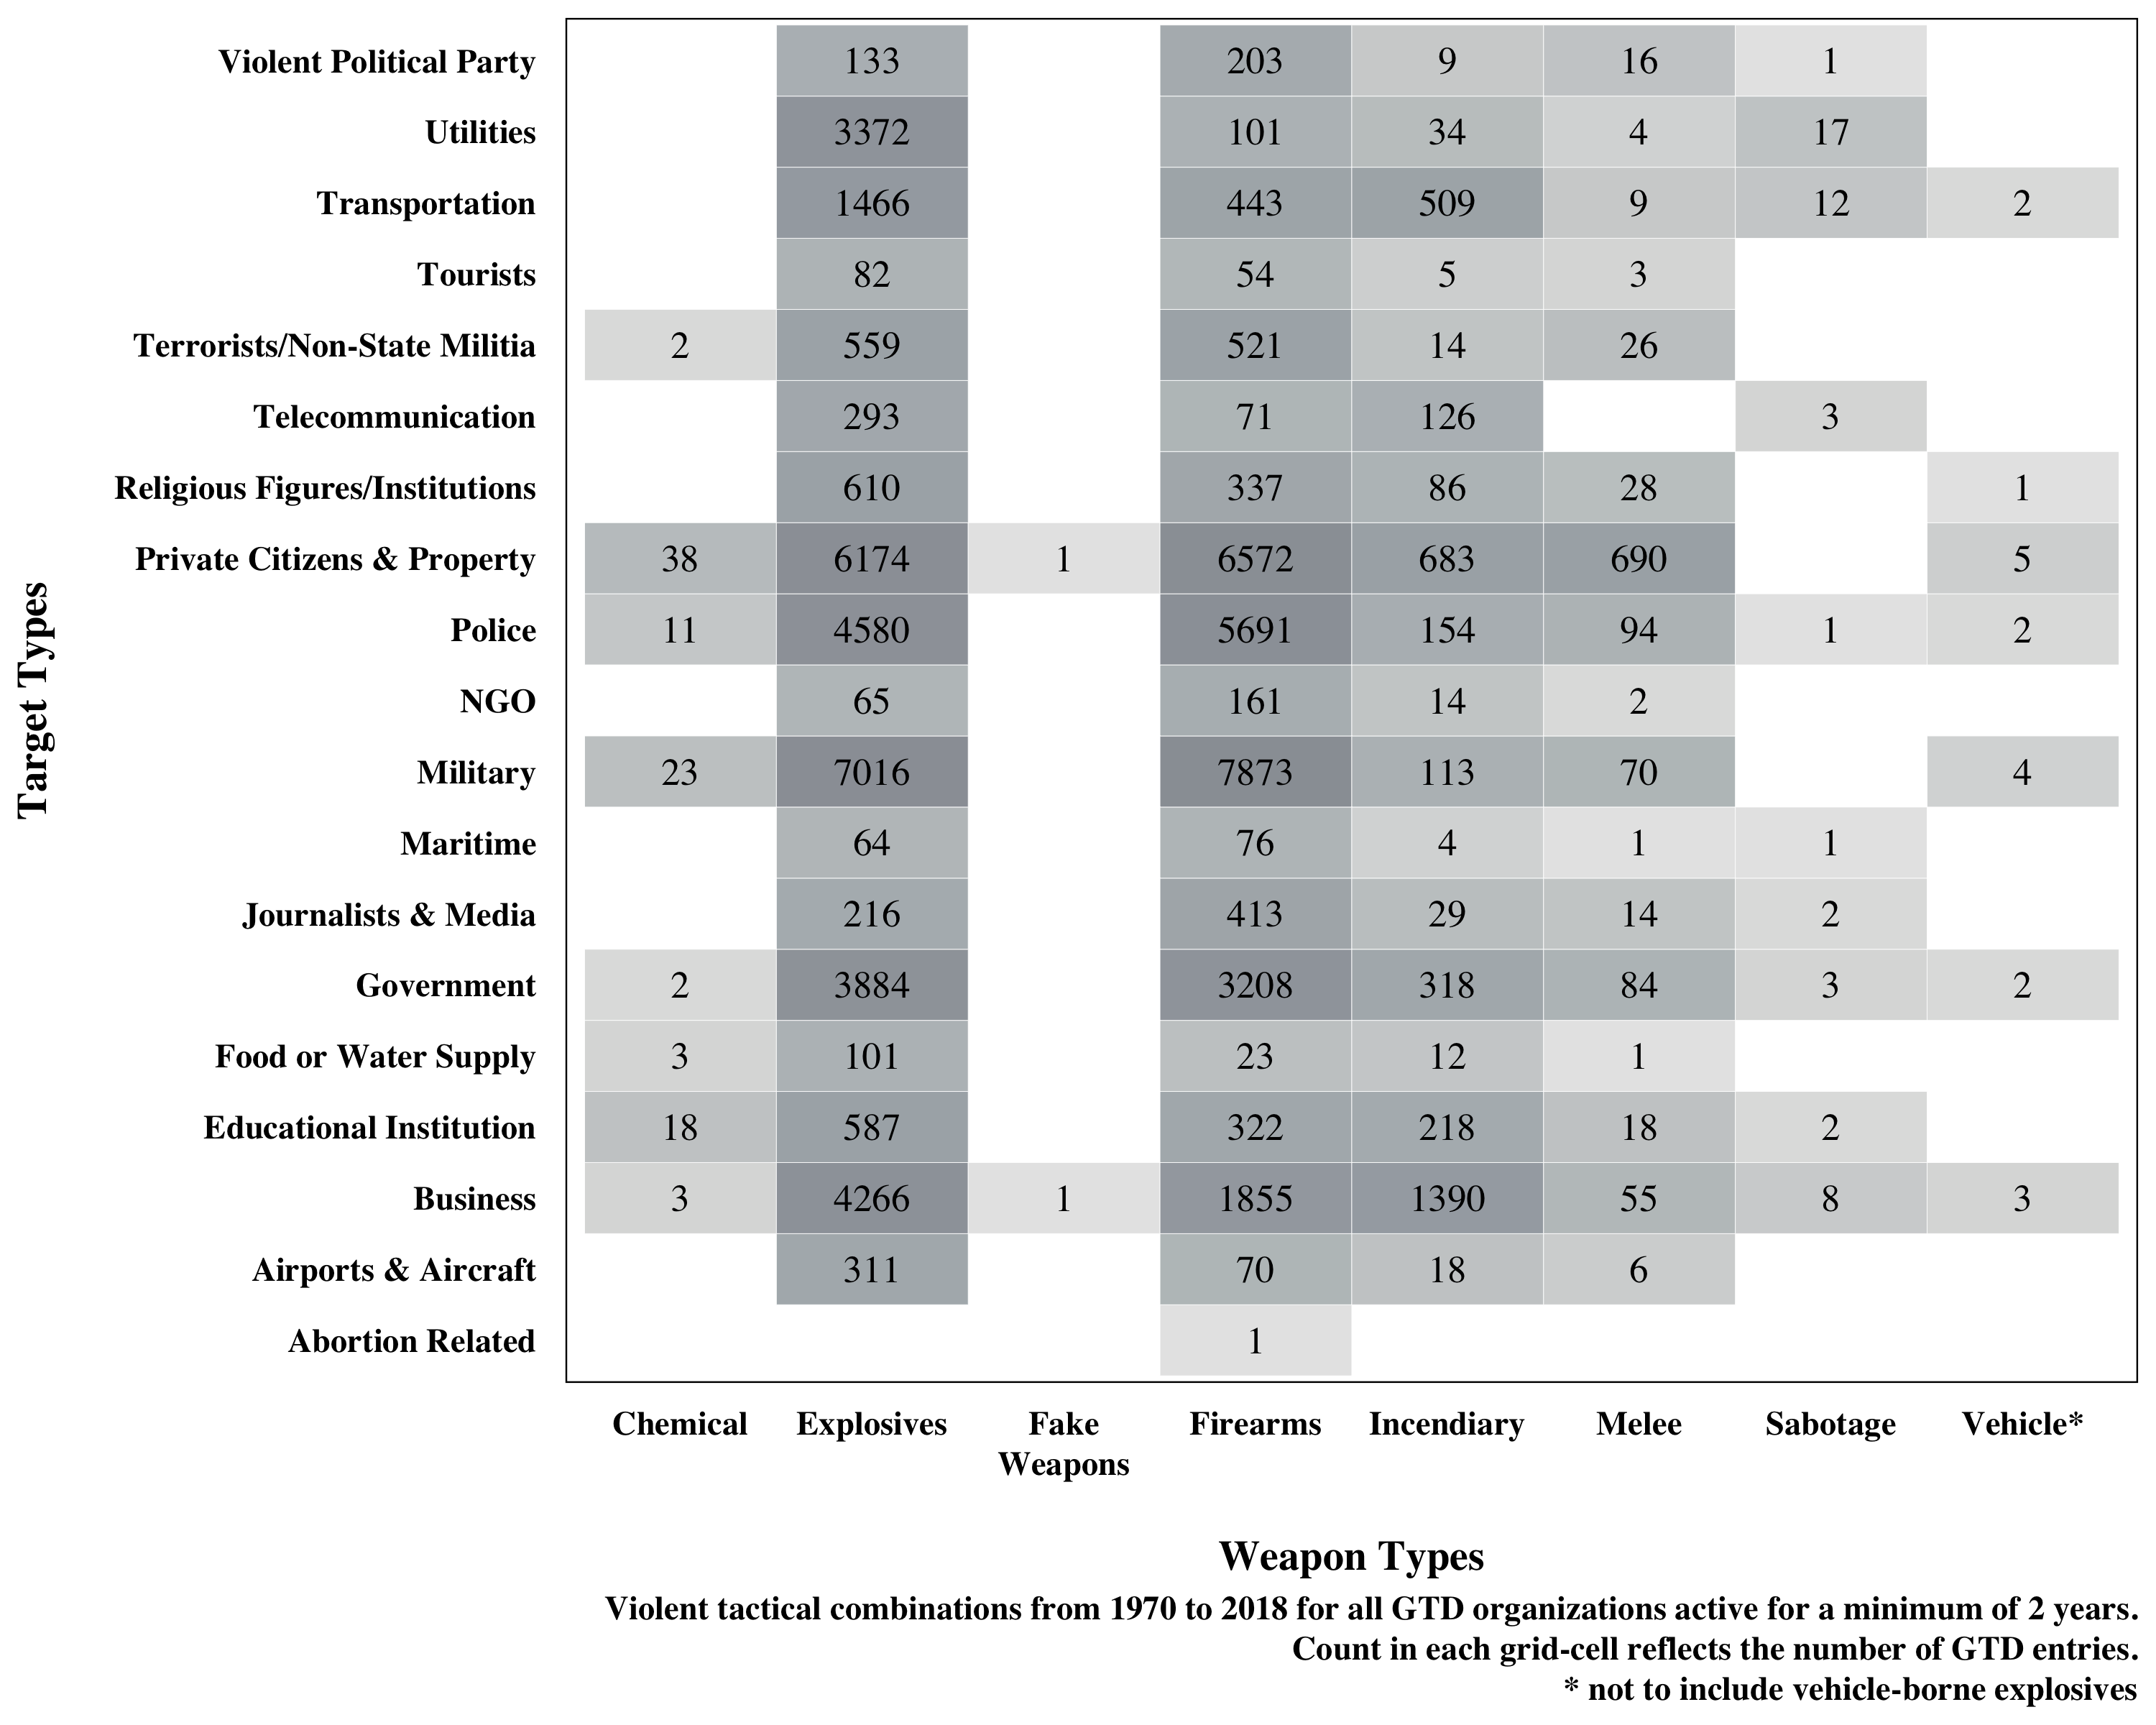 Target Types
Violent Political Party 133 203 9 16 1
Utilities 3372 101 34 4 17
Transportation 1466 443 509 9 12 2
Tourists 82 54 5 3
Terrorists/Non-State Militia 2 559 521 14 26
Telecommunication 293 71 126 3
Religious Figures/Institutions 610 337 86 28 1
Private Citizens & Property 38 6174 1 6572 683 690 5
Police 11 4580 5691 154 94 1 2
NGO 65 161 14 2
Military 23 7016 7873 113 70 4
Maritime 64 76 4 1 1
Journalists & Media 216 413 29 14 2
Government 2 3884 3208 318 84 3 2
Food or Water Supply 3 101 23 12 1
Educational Institution 18 587 322 218 18 2
Business 3 4266 1 1855 1390 55 8 3
Airports & Aircraft 311 70 18 6
Abortion Related 1
Chemical Explosives Fake Firearms Incendiary Melee Sabotage Vehicle*
Weapons
Weapon Types
Violent tactical combinations from 1970 to 2018 for all GTD organizations active for a minimum of 2 years.
Count in each grid-cell reflects the number of GTD entries.
* not to include vehicle-borne explosives